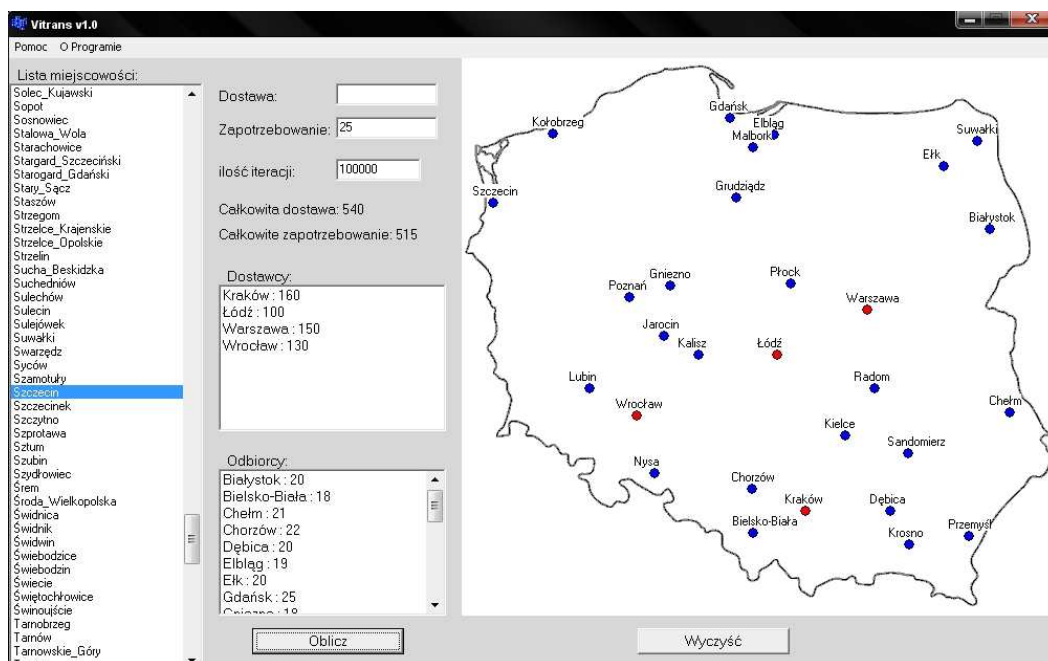 Vitrans v1.0
Pomoc O Programie
Lista miejscowości:
Solec_Kujawski
Sopot
Sosnowiec
Stalowa_Wola
Starachowice
Stargard_Szczeciński
Starogard_Gdański
Stary_Sącz
Staszów
Strzegom
Strzelce_Krajenskie
Strzelce_Opolskie
Strzelin
Sucha_Beskidzka
Suchedniów
Sulechów
Sulecin
Sulejówek
Suwałki
Swarzędz
Syców
Szamotuły
Szczecin
Szczecinek
Szczytno
Szprotawa
Sztum
Szubin
Szydłowiec
Śrem
Środa_Wielkopolska
Świdnica
Świdnik
Świdwin
Świebodzice
Świebodzin
Świecie
Świętochłowice
Świnoujście
Tarnobrzeg
Tarnów
Tarnowskie_Góry
Dostawa:
Zapotrzebowanie: 25
ilość iteracji: 100000
Całkowita dostawa: 540
Całkowite zapotrzebowanie: 515
Dostawcy:
Kraków : 160
Łódź : 100
Warszawa : 150
Wrocław : 130
Odbiorcy:
Białystok : 20
Bielsko-Biała : 18
Chełm : 21
Chorzów : 22
Dębica : 20
Elbląg : 19
Ełk : 20
Gdańsk : 25
Gniezno : 18
Oblicz
Gdańsk
Kołobrzeg
Elbląg
Malbork
Suwałki
Ełk
Szczecin
Grudziądz
Białystok
Płock
Gniezno
Poznań
Warszawa
Jarocin
Łódź
Kalisz
Lubin
Radom
Wrocław
Chełm
Kielce
Sandomierz
Nysa
Chorzów
Kraków
Dębica
Bielsko-Biała
Przemyśl
Krosno
Wyczyść